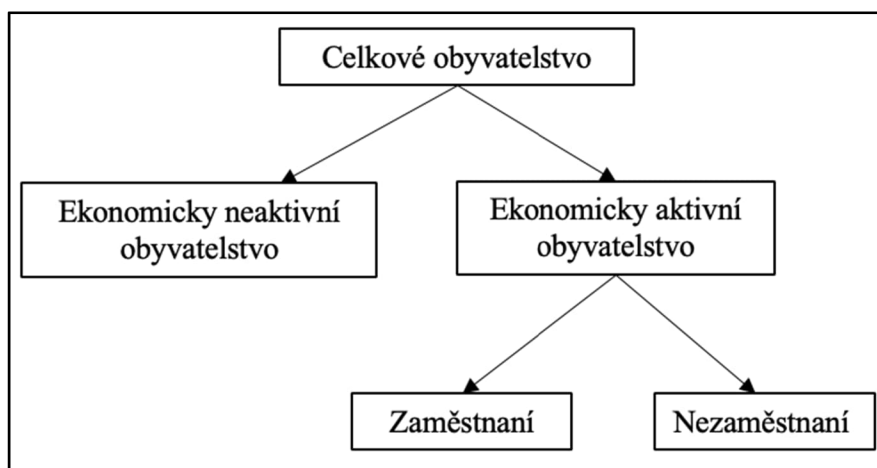 Celkové obyvatelstvo
Ekonomicky neaktivní
obyvatelstvo
Ekonomicky aktivní
obyvatelstvo
Zaměstnaní
Nezaměstnaní